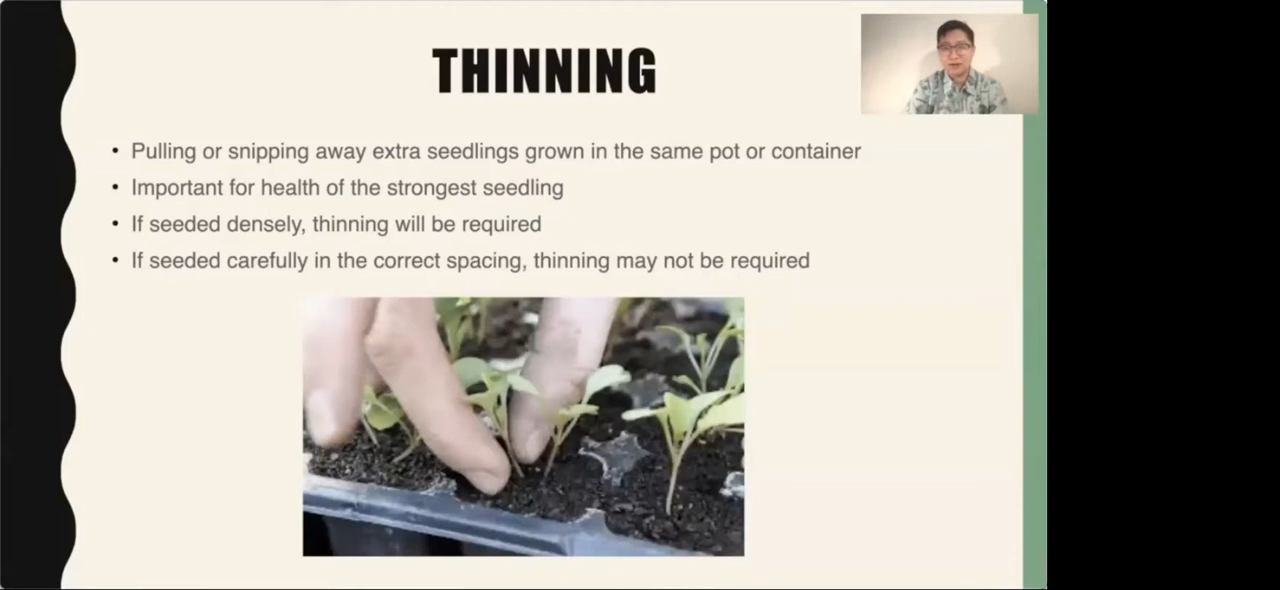 THINNING
• Pulling or snipping away extra seedlings grown in the same pot or container
• Important for health of the strongest seedling
• If seeded densely, thinning will be required
• If seeded carefully in the correct spacing, thinning may not be required